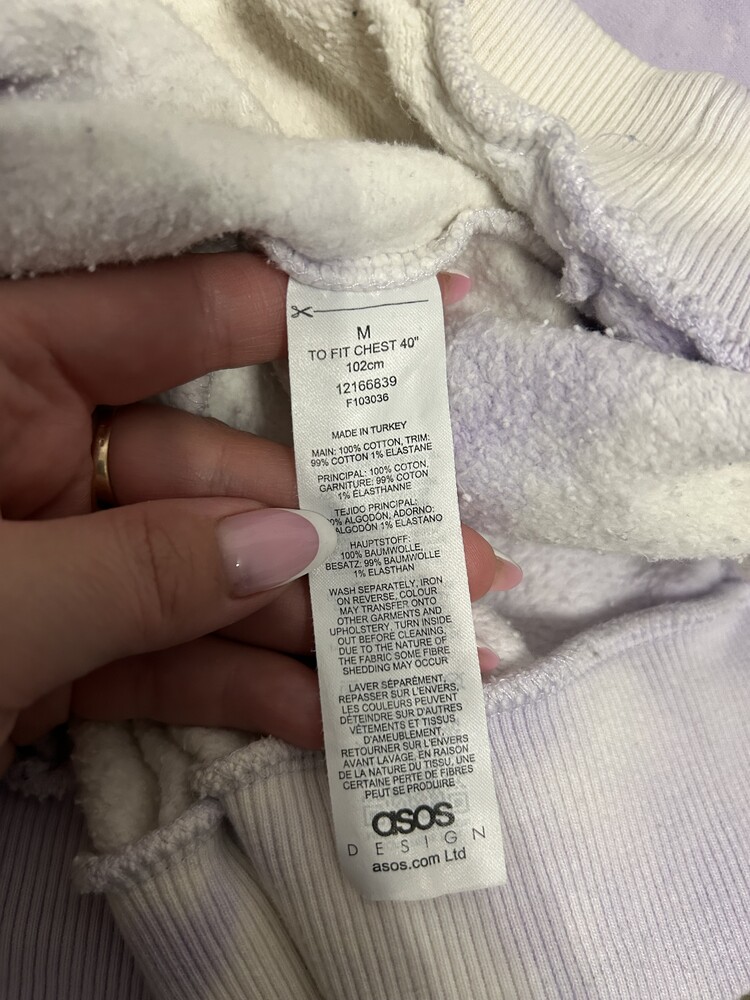 M
TO FIT CHEST 40"
102cm
12166839
F103036
MADE IN TURKEY
MAIN: 100% COTTON, TRIM:
99% COTTON 1% ELASTANE
PRINCIPAL: 100% COTON,
GARNITURE: 99% COTON
1% ÉLASTHANNE
TEJIDO PRINCIPAL:
0% ALGODÓN, ADORNO:
ALGODÓN 1% ELASTANO
HAUPTSTOFF:
100% BAUMWOLLE,
BESATZ: 99% BAUMWOLLE
1% ELASTHAN
WASH SEPARATELY, IRON
ON REVERSE, COLOUR
MAY TRANSFER ONTO
OTHER GARMENTS AND
UPHOLSTERY, TURN INSIDE
OUT BEFORE CLEANING,
DUE TO THE NATURE OF
THE FABRIC SOME FIBRE
SHEDDING MAY OCCUR
LAVER SÉPARÉMENT,
REPASSER SUR L'ENVERS,
LES COULEURS PEUVENT
DÉTEINDRE SUR D'AUTRES
VÊTEMENTS ET TISSUS
D'AMEUBLEMENT,
RETOURNER SUR L'ENVERS
AVANT LAVAGE, EN RAISON
DE LA NATURE DU TISSU, UNE
CERTAINE PERTE DE FIBRES
PEUT SE PRODUIRE
asos
DESIGN
asos.com Ltd